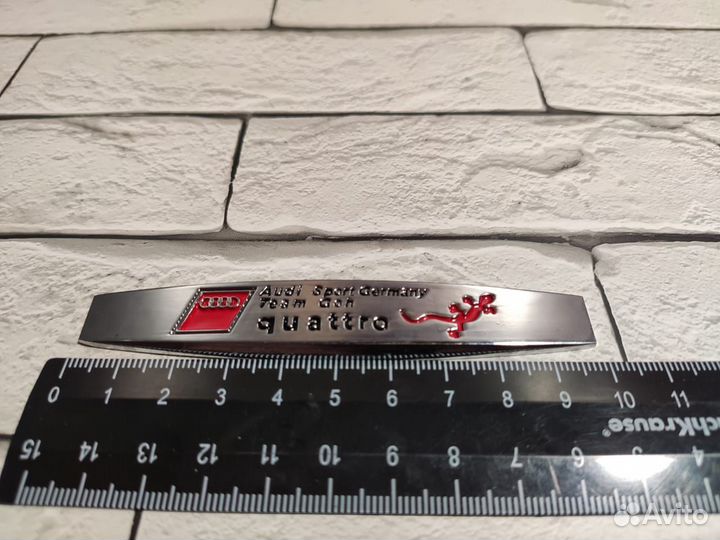 Audi Sport Germany
Team Gon
quattro
0 1 2 3 4 5 6 7 8 9 10 11
chKrause®
15 14 13 12 11 10 9 8 7 6 5 4
Avito